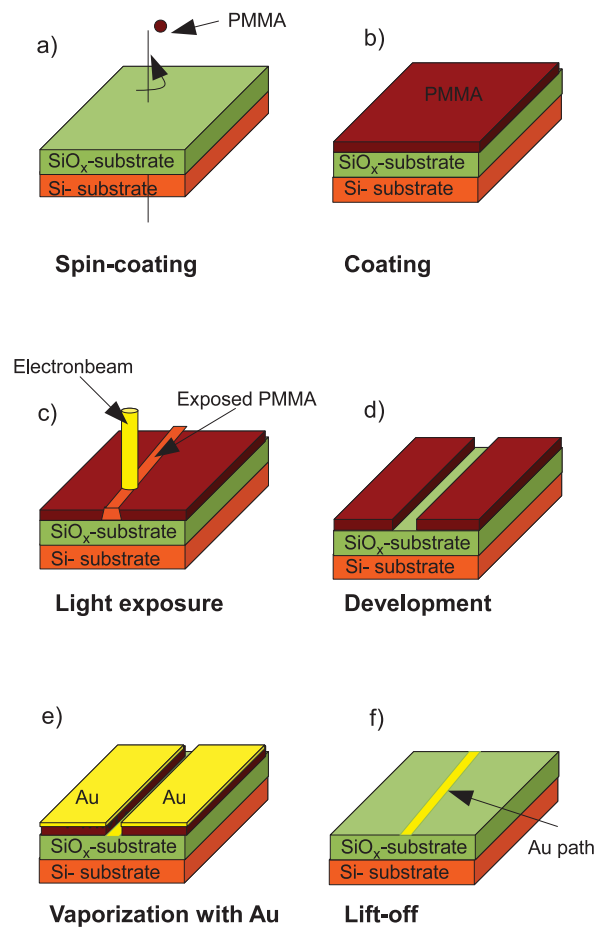 a)
PMMA
SiOₓ-substrate
Si- substrate
Spin-coating
b)
PMMA
SiOₓ-substrate
Si- substrate
Coating
Electronbeam
c)
Exposed PMMA
SiOₓ-substrate
Si- substrate
Light exposure
d)
SiOₓ-substrate
Si- substrate
Development
e)
Au
Au
SiOₓ-substrate
Si- substrate
Vaporization with Au
f)
SiOₓ-substrate
Au path
Si- substrate
Lift-off